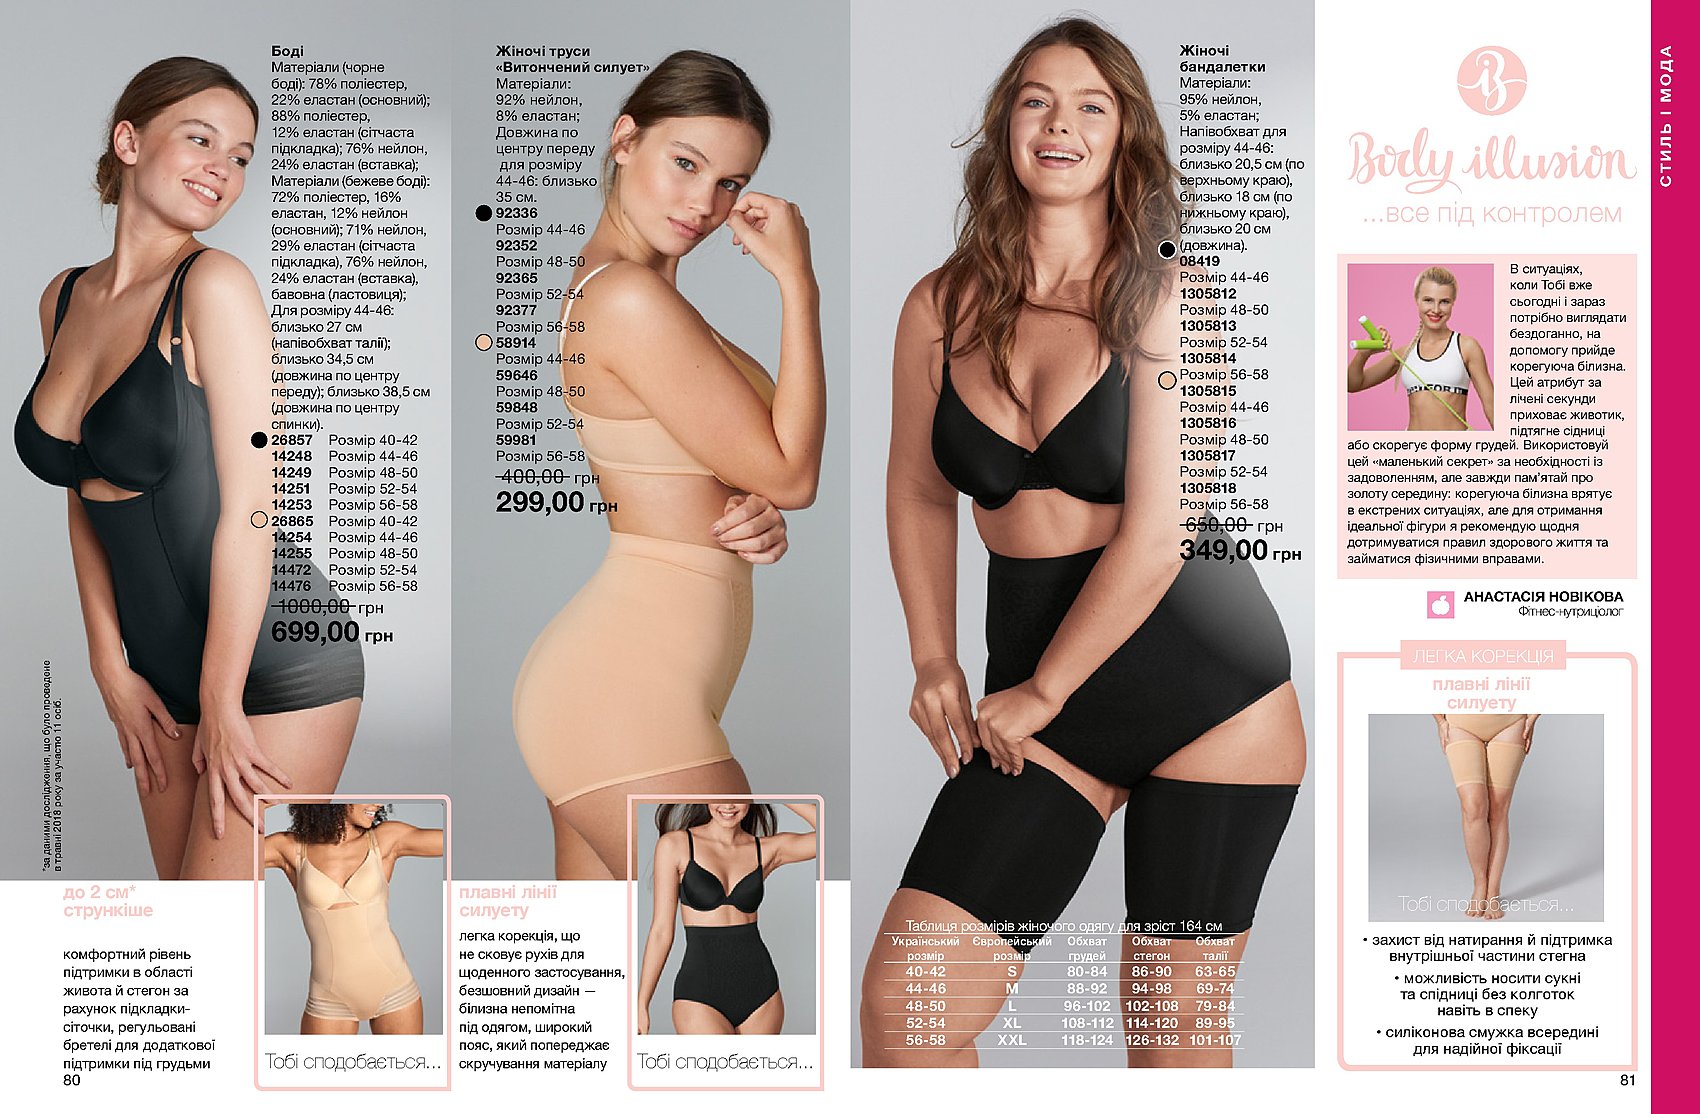 Боді
Матеріали (чорне
боді): 78% поліестер,
22% еластан (основний);
88% поліестер,
12% еластан (сітчаста
підкладка); 76% нейлон,
24% еластан (вставка);
Матеріали (бежеве боді):
72% поліестер, 16%
еластан, 12% нейлон
(основний); 71% нейлон,
29% еластан (сітчаста
підкладка), 76% нейлон,
24% еластан (вставка),
бавовна (ластовиця);
Для розміру 44-46:
близько 27 см
(напівобхват талії);
близько 34,5 см
(довжина по центру
переду); близько 38,5 см
(довжина по центру
спинки).
26857 Розмір 40-42
14248 Розмір 44-46
14249 Розмір 48-50
14251 Розмір 52-54
14253 Розмір 56-58
26865 Розмір 40-42
14254 Розмір 44-46
14255 Розмір 48-50
14472 Розмір 52-54
14476 Розмір 56-58
1000,00 грн
699,00 грн
*за даними дослідження, що було проведене
в травні 2018 року за участю 11 осіб.
до 2 см*
стрункіше
комфортний рівень
підтримки в області
живота й стегон за
рахунок підкладки-
сіточки, регульовані
бретелі для додаткової
підтримки під грудьми
80
Тобі сподобається...
Жіночі труси
«Витончений силует»
Матеріали:
92% нейлон,
8% еластан;
Довжина по
центру переду
для розміру
44-46: близько
35 см.
92336
Розмір 44-46
92352
Розмір 48-50
92365
Розмір 52-54
92377
Розмір 56-58
58914
Розмір 44-46
59646
Розмір 48-50
59848
Розмір 52-54
59981
Розмір 56-58
400,00 грн
299,00 грн
плавні лінії
силуету
легка корекція, що
не сковує рухів для
щоденного застосування,
безшовний дизайн —
білизна непомітна
під одягом, широкий
пояс, який попереджає
скручування матеріалу
Тобі сподобається...
Жіночі
бандалетки
Матеріали:
95% нейлон,
5% еластан;
Напівобхват для
розміру 44-46:
близько 20,5 см (по
верхньому краю),
близько 18 см (по
нижньому краю),
близько 20 см
(довжина).
08419
Розмір 44-46
1305812
Розмір 48-50
1305813
Розмір 52-54
1305814
Розмір 56-58
1305815
Розмір 44-46
1305816
Розмір 48-50
1305817
Розмір 52-54
1305818
Розмір 56-58
650,00 грн
349,00 грн
Таблиця розмірів жіночого одягу для зріст 164 см
Український розмір Європейський розмір Обхват грудей Обхват стегон Обхват талії
40-42 S 80-84 86-90 63-65
44-46 M 88-92 94-98 69-74
48-50 L 96-102 102-108 79-84
52-54 XL 108-112 114-120 89-95
56-58 XXL 118-124 126-132 101-107
Body illusion
...все під контролем
СТИЛЬ І МОДА
В ситуаціях,
коли Тобі вже
сьогодні і зараз
потрібно виглядати
бездоганно, на
допомогу прийде
корегуюча білизна.
Цей атрибут за
лічені секунди
приховає животик,
підтягне сідниці
або скорегує форму грудей. Використовуй
цей «маленький секрет» за необхідності із
задоволенням, але завжди пам’ятай про
золоту середину: корегуюча білизна врятує
в екстрених ситуаціях, але для отримання
ідеальної фігури я рекомендую щодня
дотримуватися правил здорового життя та
займатися фізичними вправами.
АНАСТАСІЯ НОВІКОВА
Фітнес-нутриціолог
ЛЕГКА КОРЕКЦІЯ
плавні лінії
силуету
Тобі сподобається...
• захист від натирання й підтримка
внутрішньої частини стегна
• можливість носити сукні
та спідниці без колготок
навіть в спеку
• силіконова смужка всередині
для надійної фіксації
81